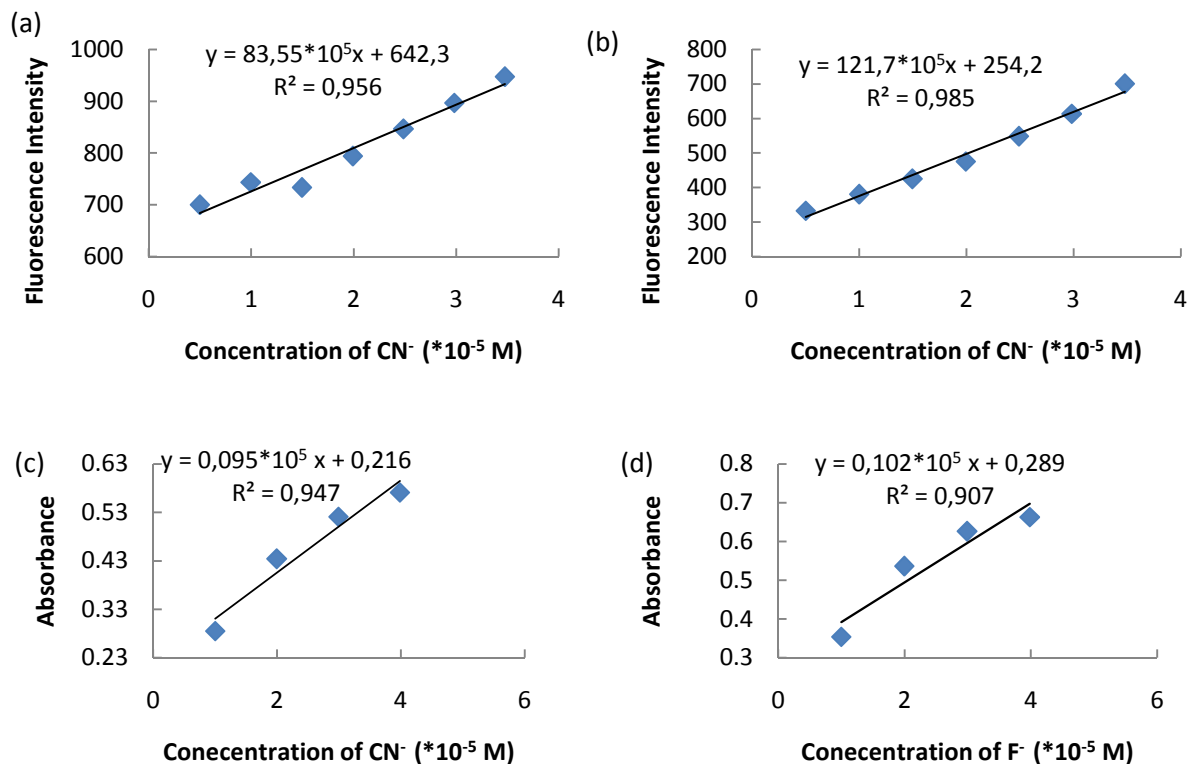 (a)
y = 83,55*10⁵x + 642,3
R² = 0,956
1000
900
800
700
600
Fluorescence Intensity
0 1 2 3 4
Concentration of CN⁻ (*10⁻⁵ M)
(b)
y = 121,7*10⁵x + 254,2
R² = 0,985
800
700
600
500
400
300
200
Fluorescence Intensity
0 1 2 3 4
Conecentration of CN⁻ (*10⁻⁵ M)
(c)
y = 0,095*10⁵ x + 0,216
R² = 0,947
0.63
0.53
0.43
0.33
0.23
Absorbance
0 2 4 6
Conecentration of CN⁻ (*10⁻⁵ M)
(d)
y = 0,102*10⁵ x + 0,289
R² = 0,907
0.8
0.7
0.6
0.5
0.4
0.3
Absorbance
0 2 4 6
Conecentration of F⁻ (*10⁻⁵ M)